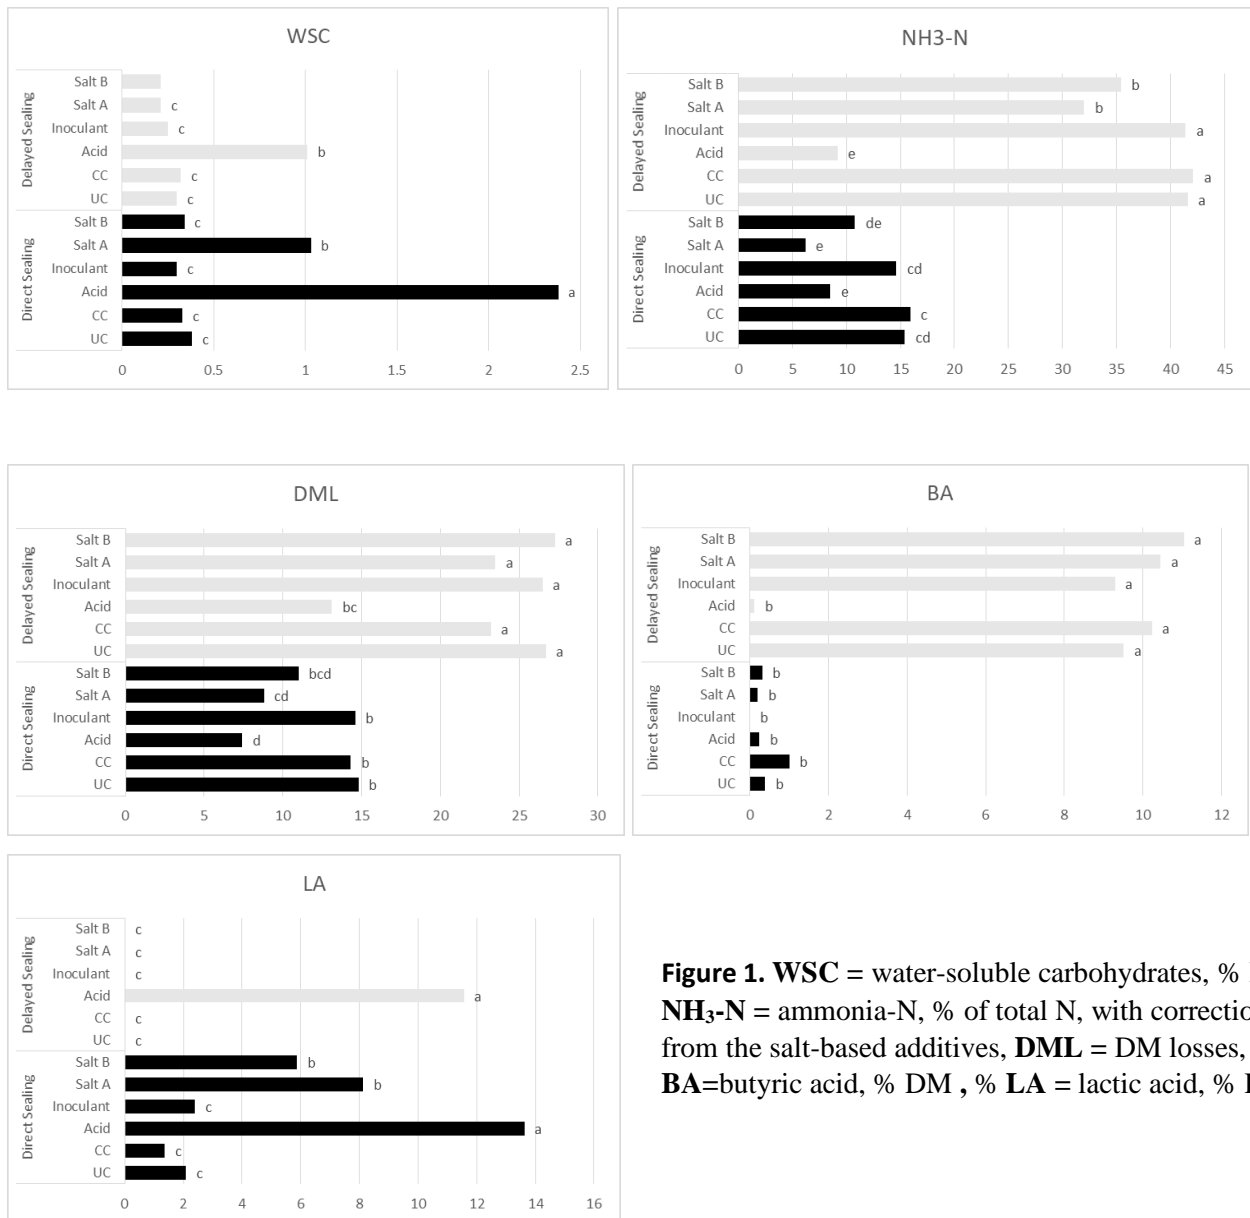 WSC
Delayed Sealing
Salt B
Salt A c
Inoculant c
Acid b
CC c
UC c
Direct Sealing
Salt B c
Salt A b
Inoculant c
Acid a
CC c
UC c
0 0.5 1 1.5 2 2.5
NH3-N
Delayed Sealing
Salt B b
Salt A b
Inoculant a
Acid e
CC a
UC a
Direct Sealing
Salt B de
Salt A e
Inoculant cd
Acid e
CC c
UC cd
0 5 10 15 20 25 30 35 40 45
DML
Delayed Sealing
Salt B a
Salt A a
Inoculant a
Acid bc
CC a
UC a
Direct Sealing
Salt B bcd
Salt A cd
Inoculant b
Acid d
CC b
UC b
0 5 10 15 20 25 30
BA
Delayed Sealing
Salt B a
Salt A a
Inoculant a
Acid b
CC a
UC a
Direct Sealing
Salt B b
Salt A b
Inoculant b
Acid b
CC b
UC b
0 2 4 6 8 10 12
LA
Delayed Sealing
Salt B c
Salt A c
Inoculant c
Acid a
CC c
UC c
Direct Sealing
Salt B b
Salt A b
Inoculant c
Acid a
CC c
UC c
0 2 4 6 8 10 12 14 16
Figure 1. WSC = water-soluble carbohydrates, %
NH₃-N = ammonia-N, % of total N, with correctio
from the salt-based additives, DML = DM losses,
BA=butyric acid, % DM , % LA = lactic acid, %